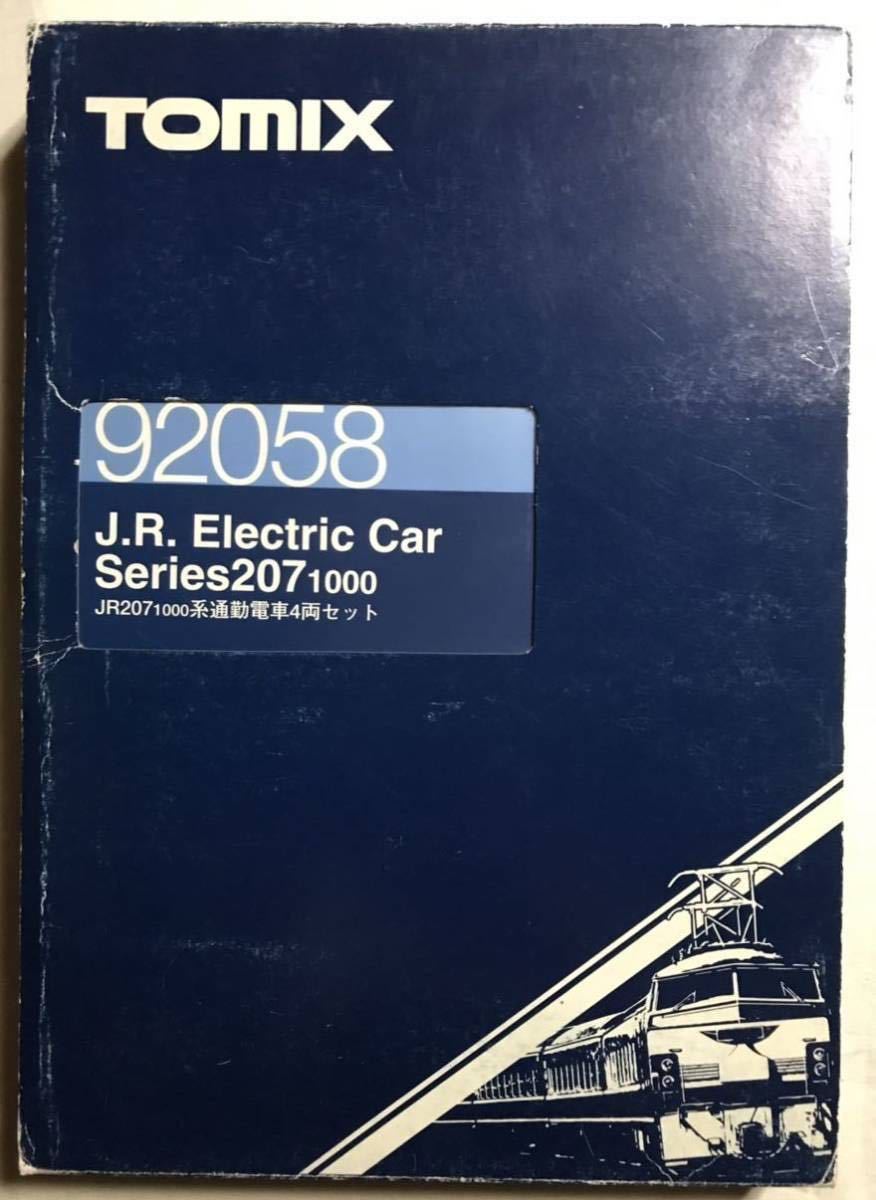 TOMIX
92058
J.R. Electric Car
Series207 1000
JR207 1000系通勤電車4両セット